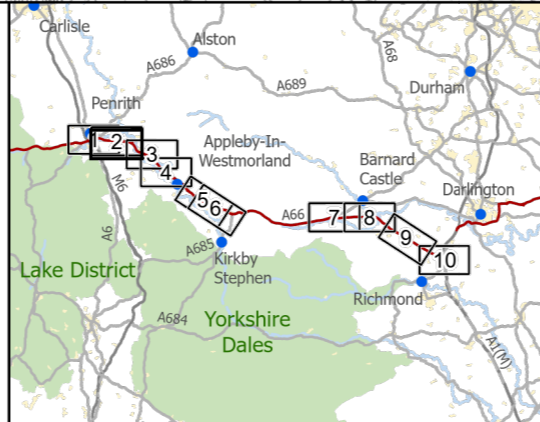 Carlisle
Alston
A68
A686
A689
Durham
Penrith
1
2
3
4
Appleby-In-
Westmorland
Barnard
Castle
Darlington
M6
5
6
A66
7
8
9
10
A6
A685
Lake District
Kirkby
Stephen
Richmond
A684
Yorkshire
Dales
A1(M)